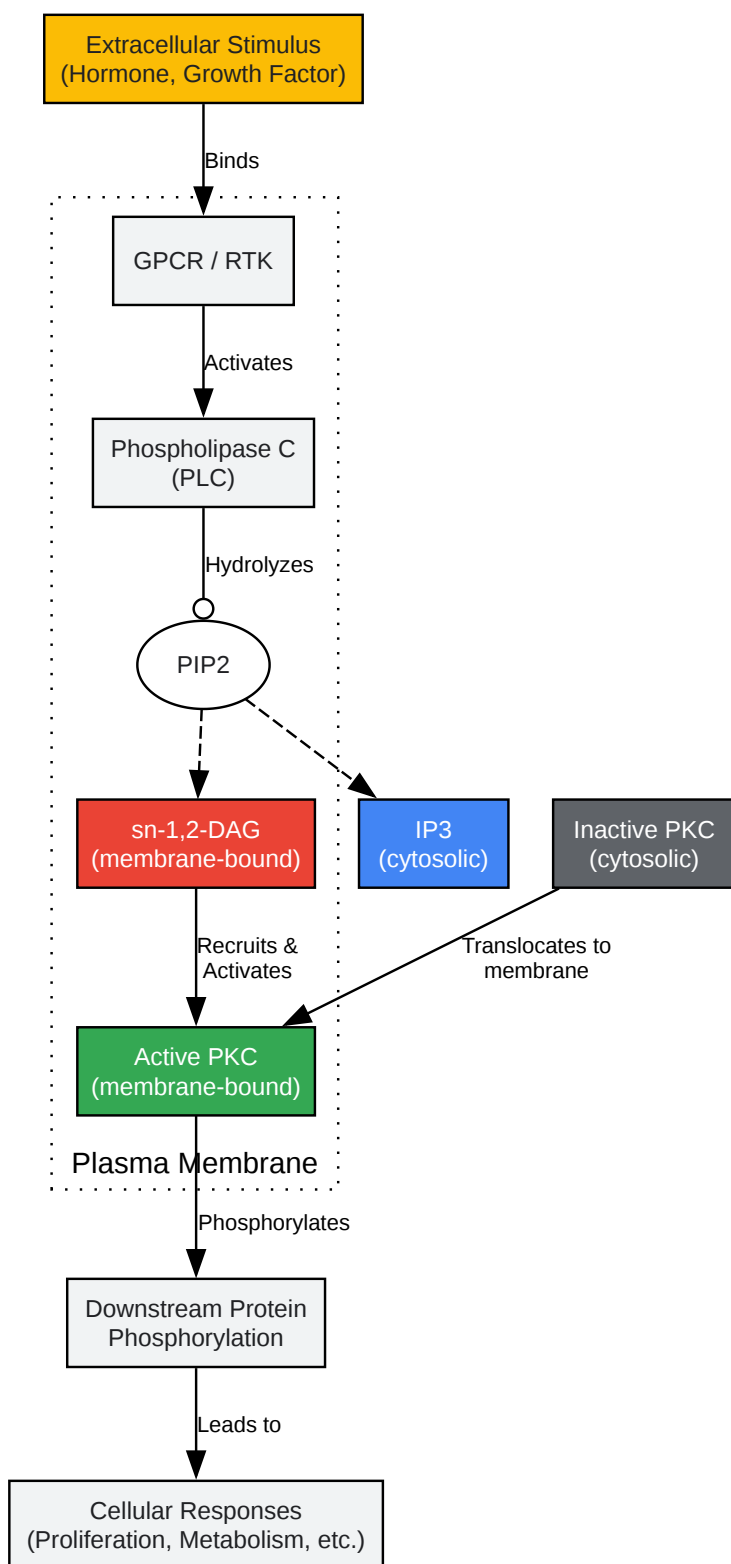 Extracellular Stimulus
(Hormone, Growth Factor)
Binds
GPCR / RTK
Activates
Phospholipase C
(PLC)
Hydrolyzes
PIP2
sn-1,2-DAG
(membrane-bound)
IP3
(cytosolic)
Inactive PKC
(cytosolic)
Recruits &
Activates
Translocates to
membrane
Active PKC
(membrane-bound)
Plasma Membrane
Phosphorylates
Downstream Protein
Phosphorylation
Leads to
Cellular Responses
(Proliferation, Metabolism, etc.)